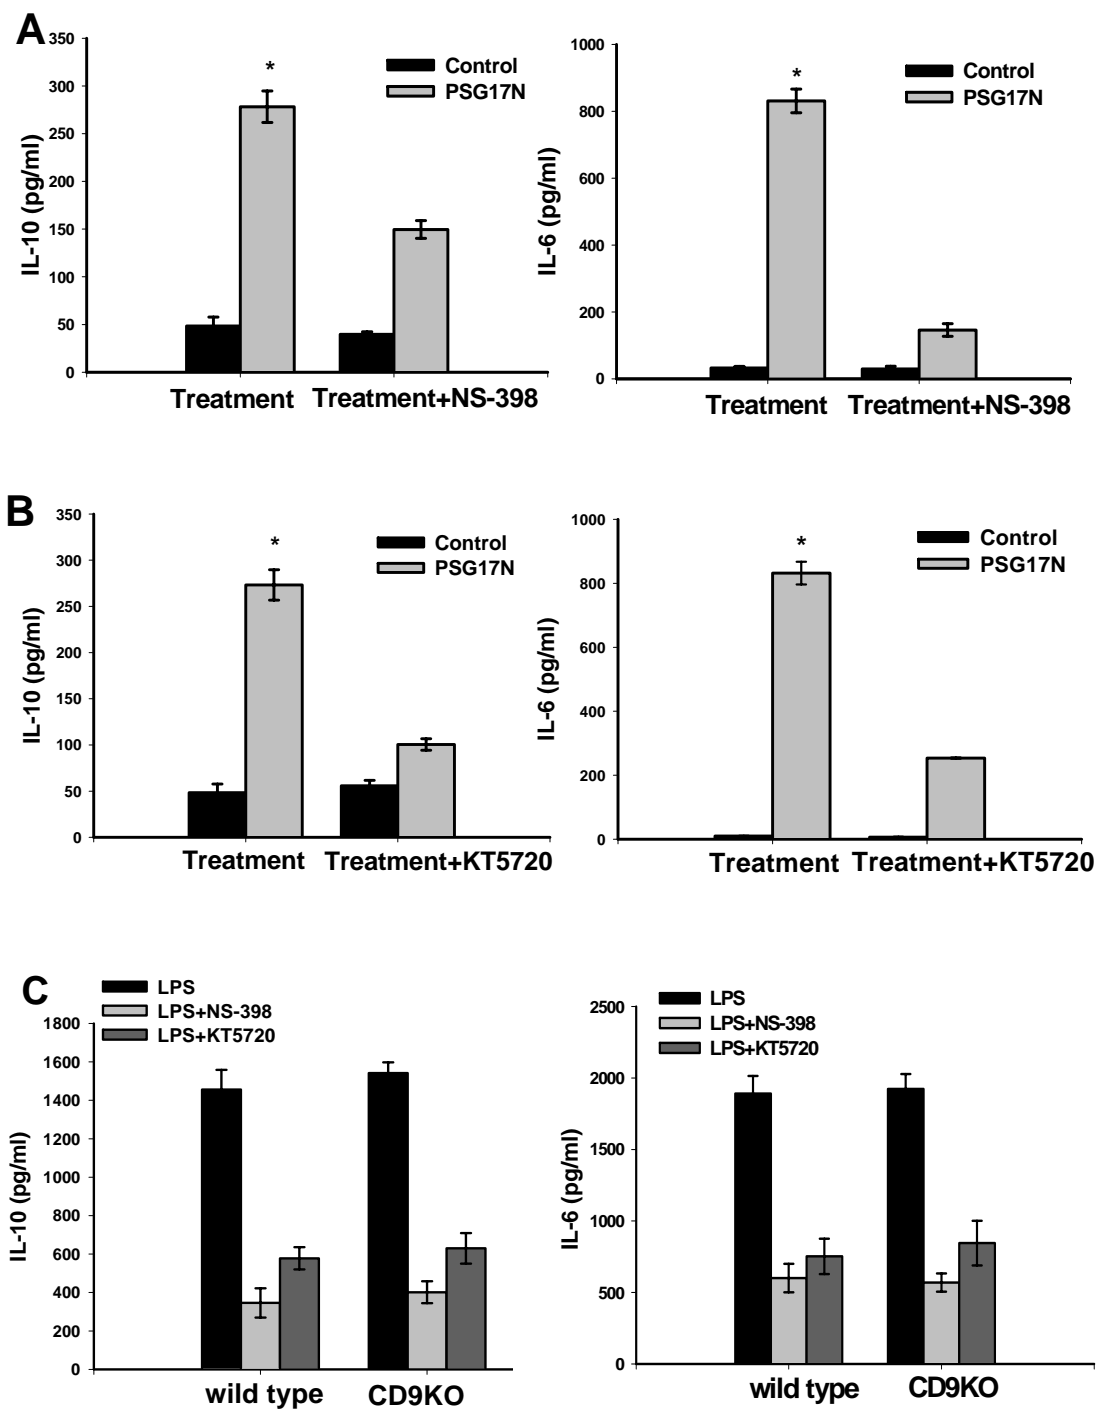 A
350
300
250
200
150
100
50
0
IL-10 (pg/ml)
*
Control
PSG17N
Treatment
Treatment+NS-398
1000
800
600
400
200
0
IL-6 (pg/ml)
*
Control
PSG17N
Treatment
Treatment+NS-398
B
350
300
250
200
150
100
50
0
IL-10 (pg/ml)
*
Control
PSG17N
Treatment
Treatment+KT5720
1000
800
600
400
200
0
IL-6 (pg/ml)
*
Control
PSG17N
Treatment
Treatment+KT5720
C
LPS
LPS+NS-398
LPS+KT5720
1800
1600
1400
1200
1000
800
600
400
200
0
IL-10 (pg/ml)
wild type
CD9KO
LPS
LPS+NS-398
LPS+KT5720
2500
2000
1500
1000
500
0
IL-6 (pg/ml)
wild type
CD9KO